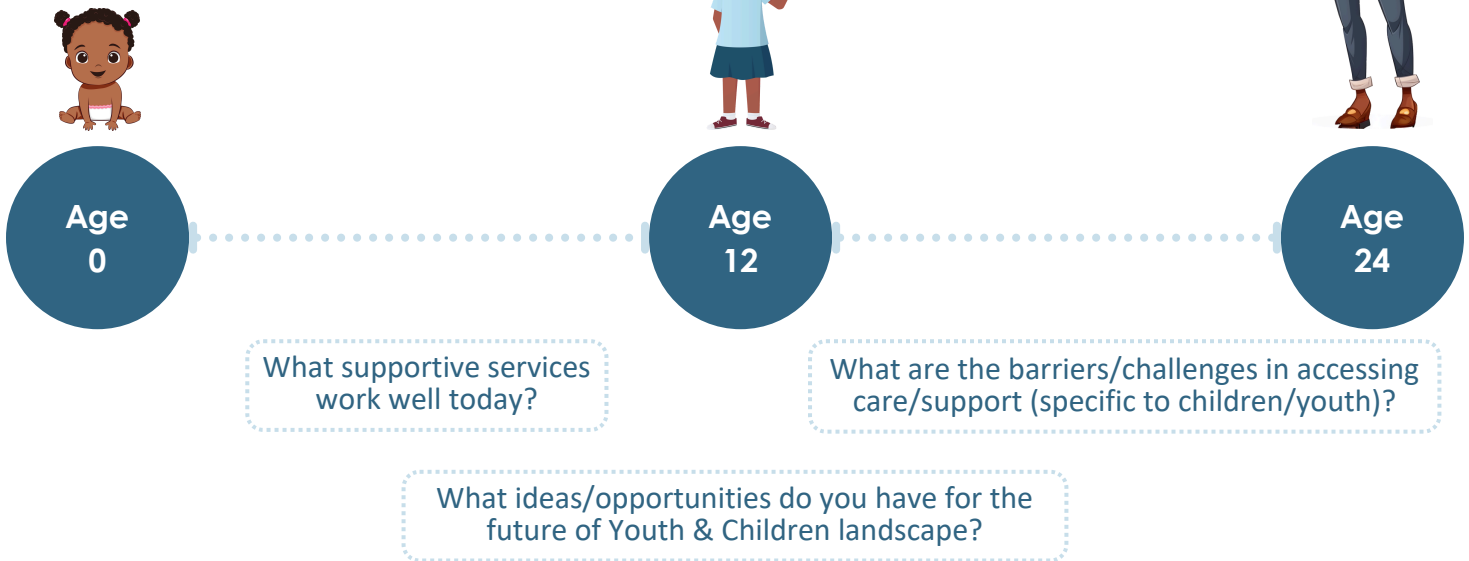 Age
0
Age
12
Age
24
What supportive services
work well today?
What are the barriers/challenges in accessing
care/support (specific to children/youth)?
What ideas/opportunities do you have for the
future of Youth & Children landscape?